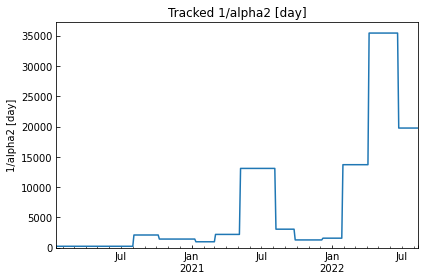 Tracked 1/alpha2 [day]
1/alpha2 [day]
35000
30000
25000
20000
15000
10000
5000
0
Jul
Jan
2021
Jul
Jan
2022
Jul